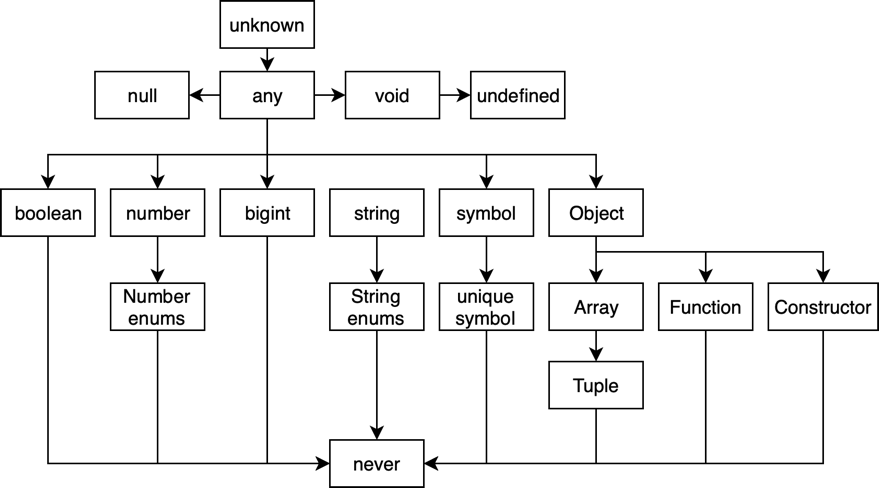 unknown
null
any
void
undefined
boolean
number
bigint
string
symbol
Object
Number
enums
String
enums
unique
symbol
Array
Function
Constructor
Tuple
never